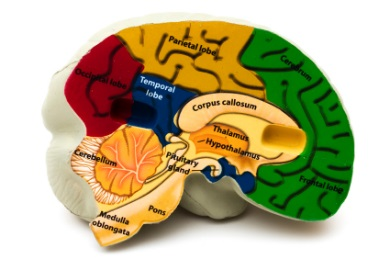 Parietal lobe
Cerebrum
Occipital lobe
Temporal
lobe
Corpus callosum
Thalamus
Hypothalamus
Cerebellum
Pituitary
gland
Frontal lobe
Pons
Medulla
oblongata